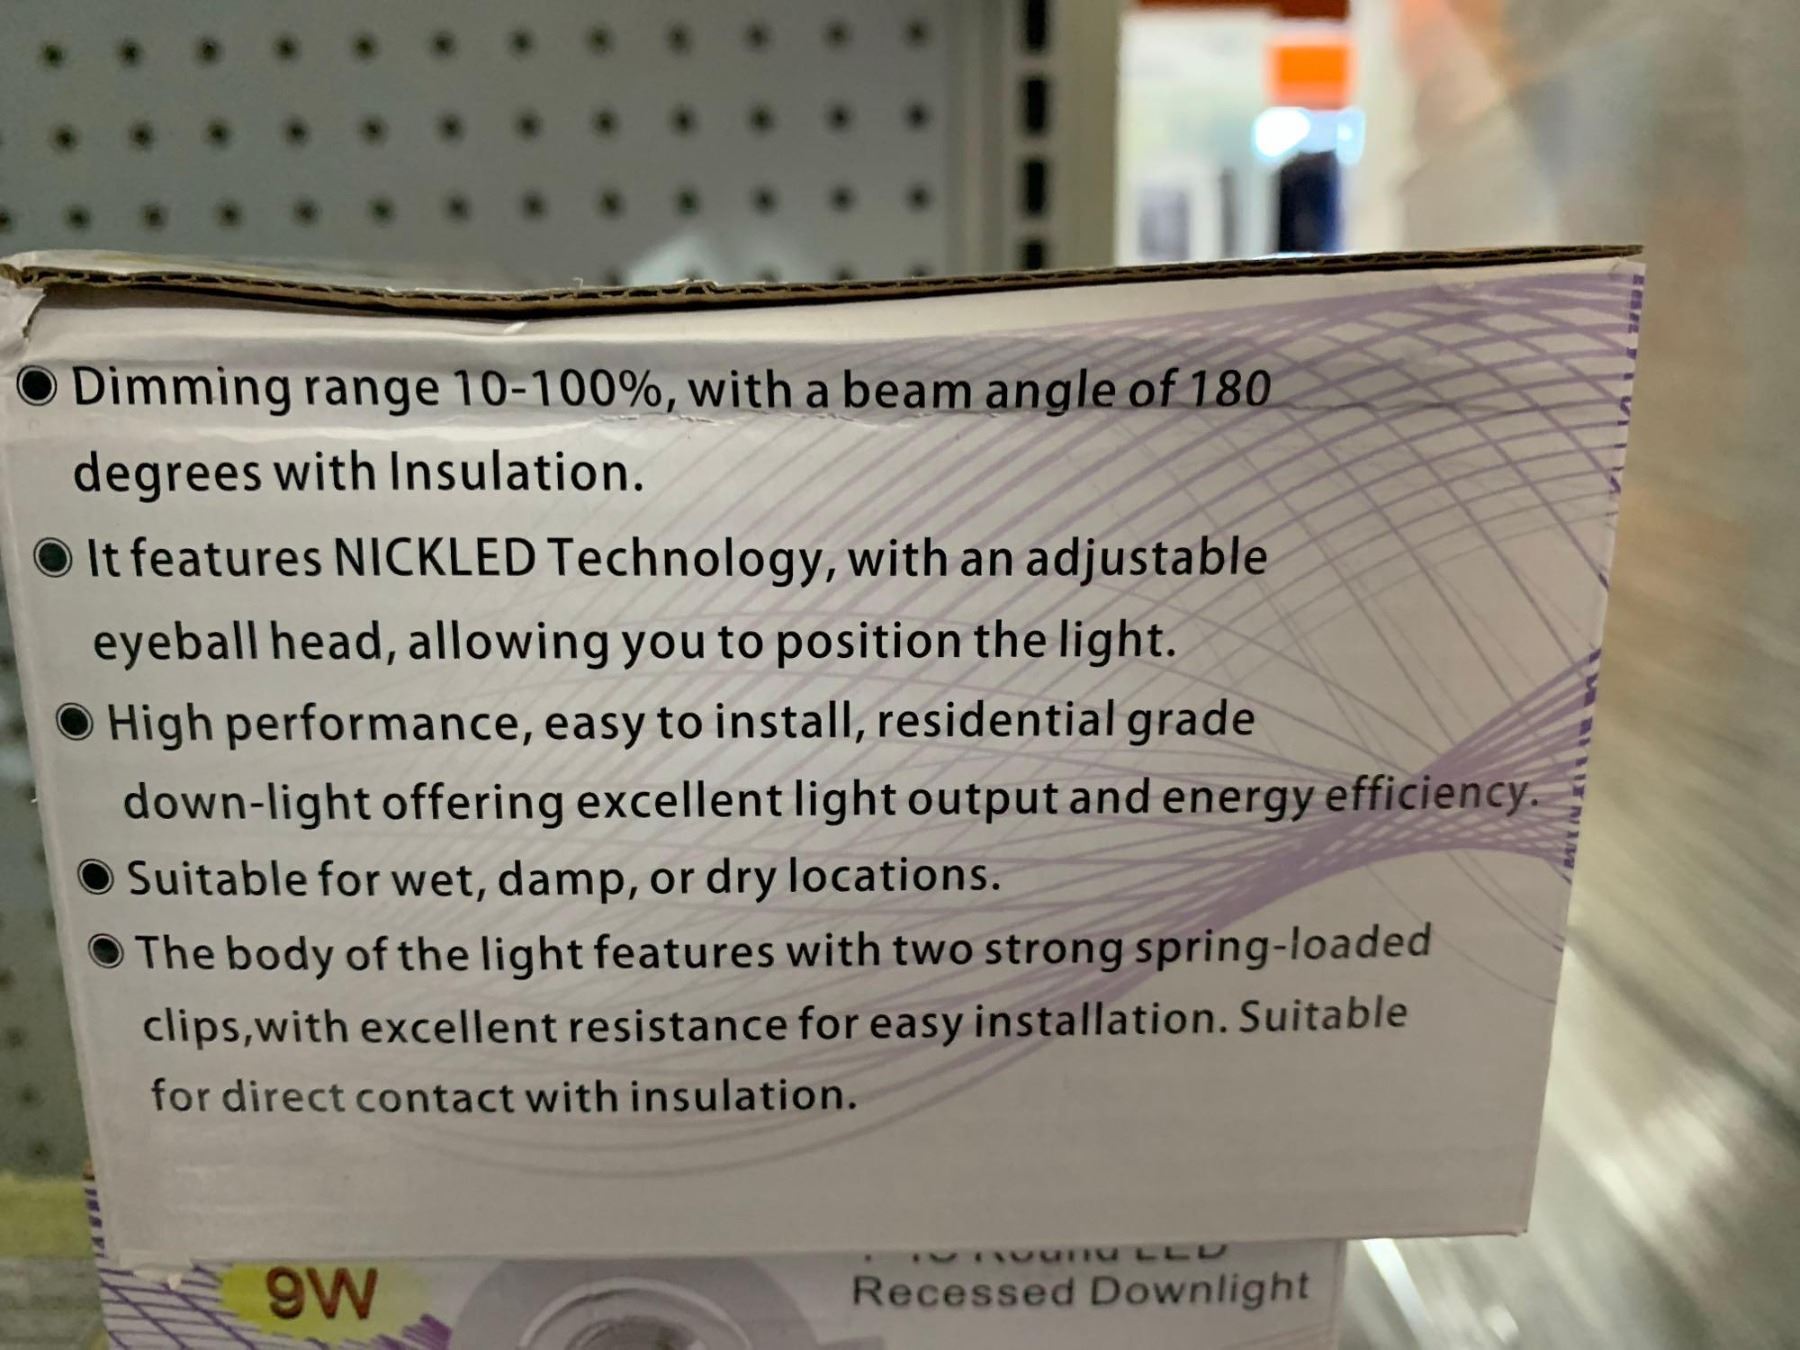 Dimming range 10-100%, with a beam angle of 180
degrees with Insulation.
It features NICKLED Technology, with an adjustable
eyeball head, allowing you to position the light.
High performance, easy to install, residential grade
down-light offering excellent light output and energy efficiency.
Suitable for wet, damp, or dry locations.
The body of the light features with two strong spring-loaded
clips,with excellent resistance for easy installation. Suitable
for direct contact with insulation.
9W
Round LED
Recessed Downlight